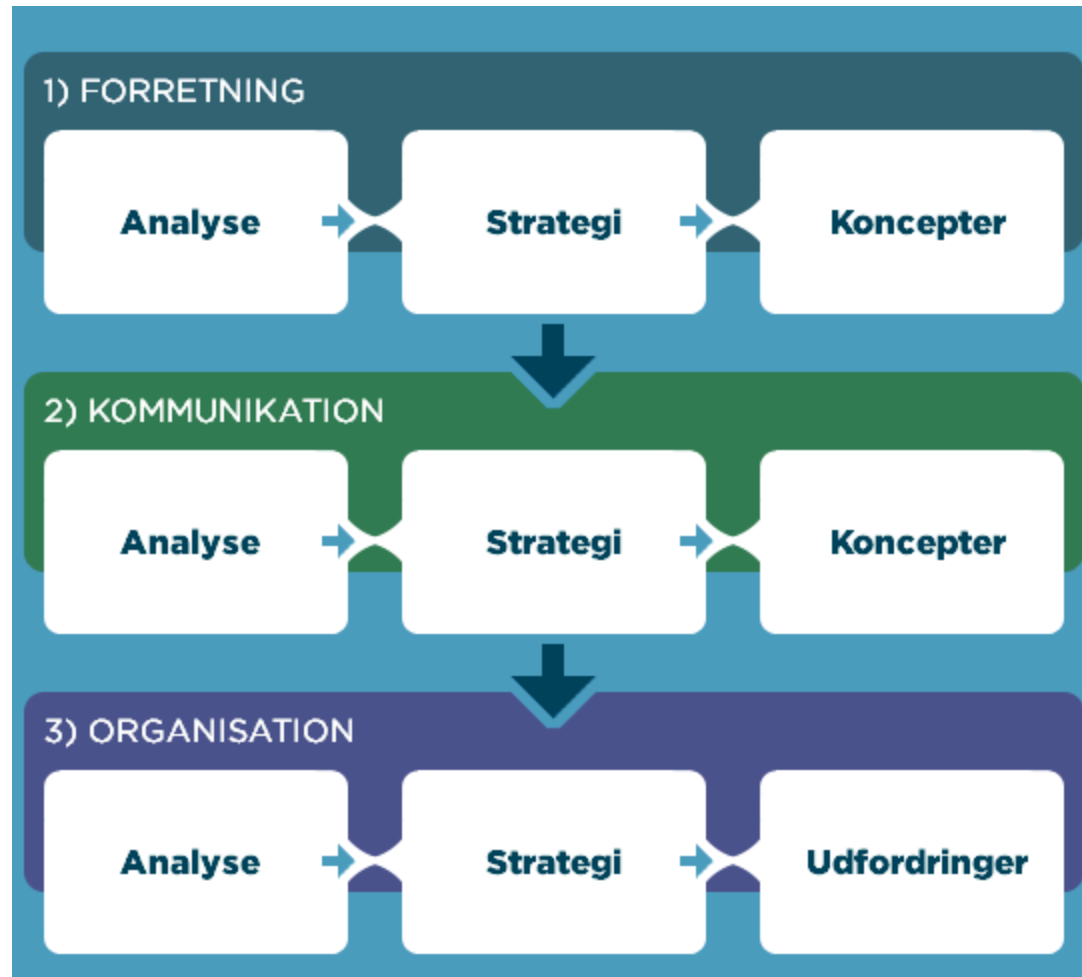 1) FORRETNING
Analyse
Strategi
Koncepter
2) KOMMUNIKATION
Analyse
Strategi
Koncepter
3) ORGANISATION
Analyse
Strategi
Udfordringer